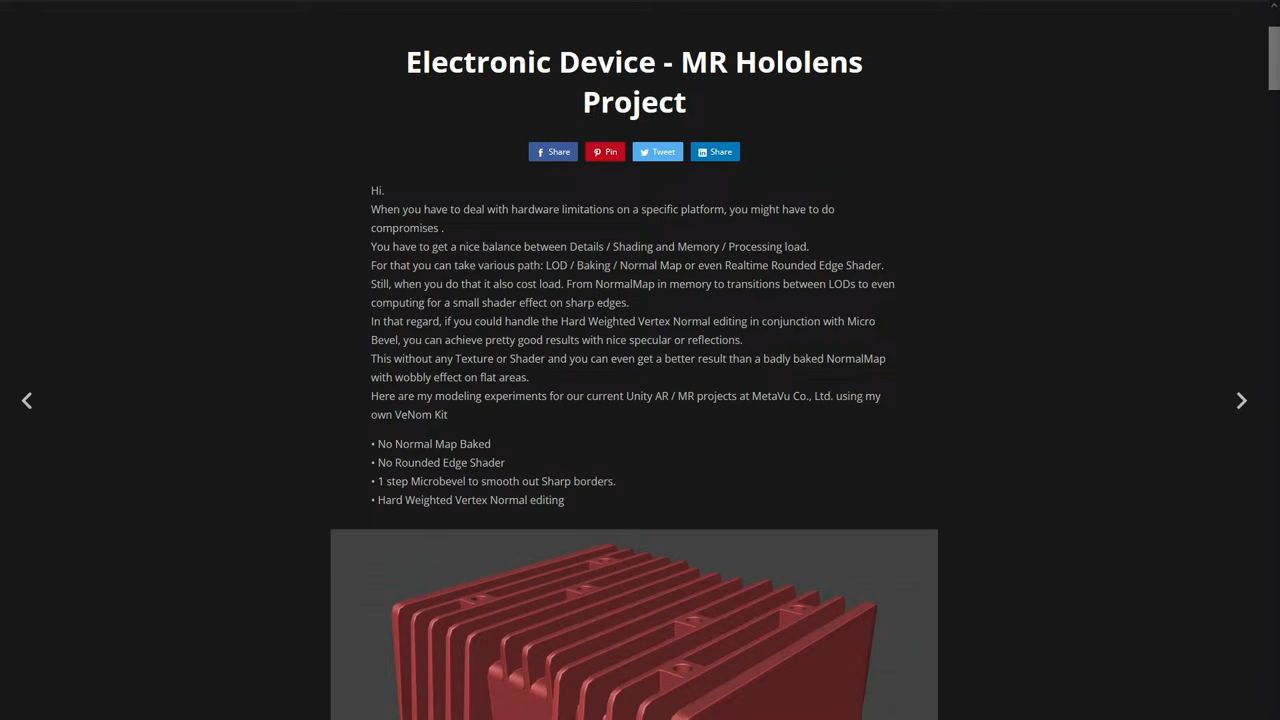 Electronic Device - MR Hololens
Project
Share Pin Tweet Share
Hi.
When you have to deal with hardware limitations on a specific platform, you might have to do
compromises .
You have to get a nice balance between Details / Shading and Memory / Processing load.
For that you can take various path: LOD / Baking / Normal Map or even Realtime Rounded Edge Shader.
Still, when you do that it also cost load. From NormalMap in memory to transitions between LODs to even
computing for a small shader effect on sharp edges.
In that regard, if you could handle the Hard Weighted Vertex Normal editing in conjunction with Micro
Bevel, you can achieve pretty good results with nice specular or reflections.
This without any Texture or Shader and you can even get a better result than a badly baked NormalMap
with wobbly effect on flat areas.
Here are my modeling experiments for our current Unity AR / MR projects at MetaVu Co., Ltd. using my
own VeNom Kit
• No Normal Map Baked
• No Rounded Edge Shader
• 1 step Microbevel to smooth out Sharp borders.
• Hard Weighted Vertex Normal editing